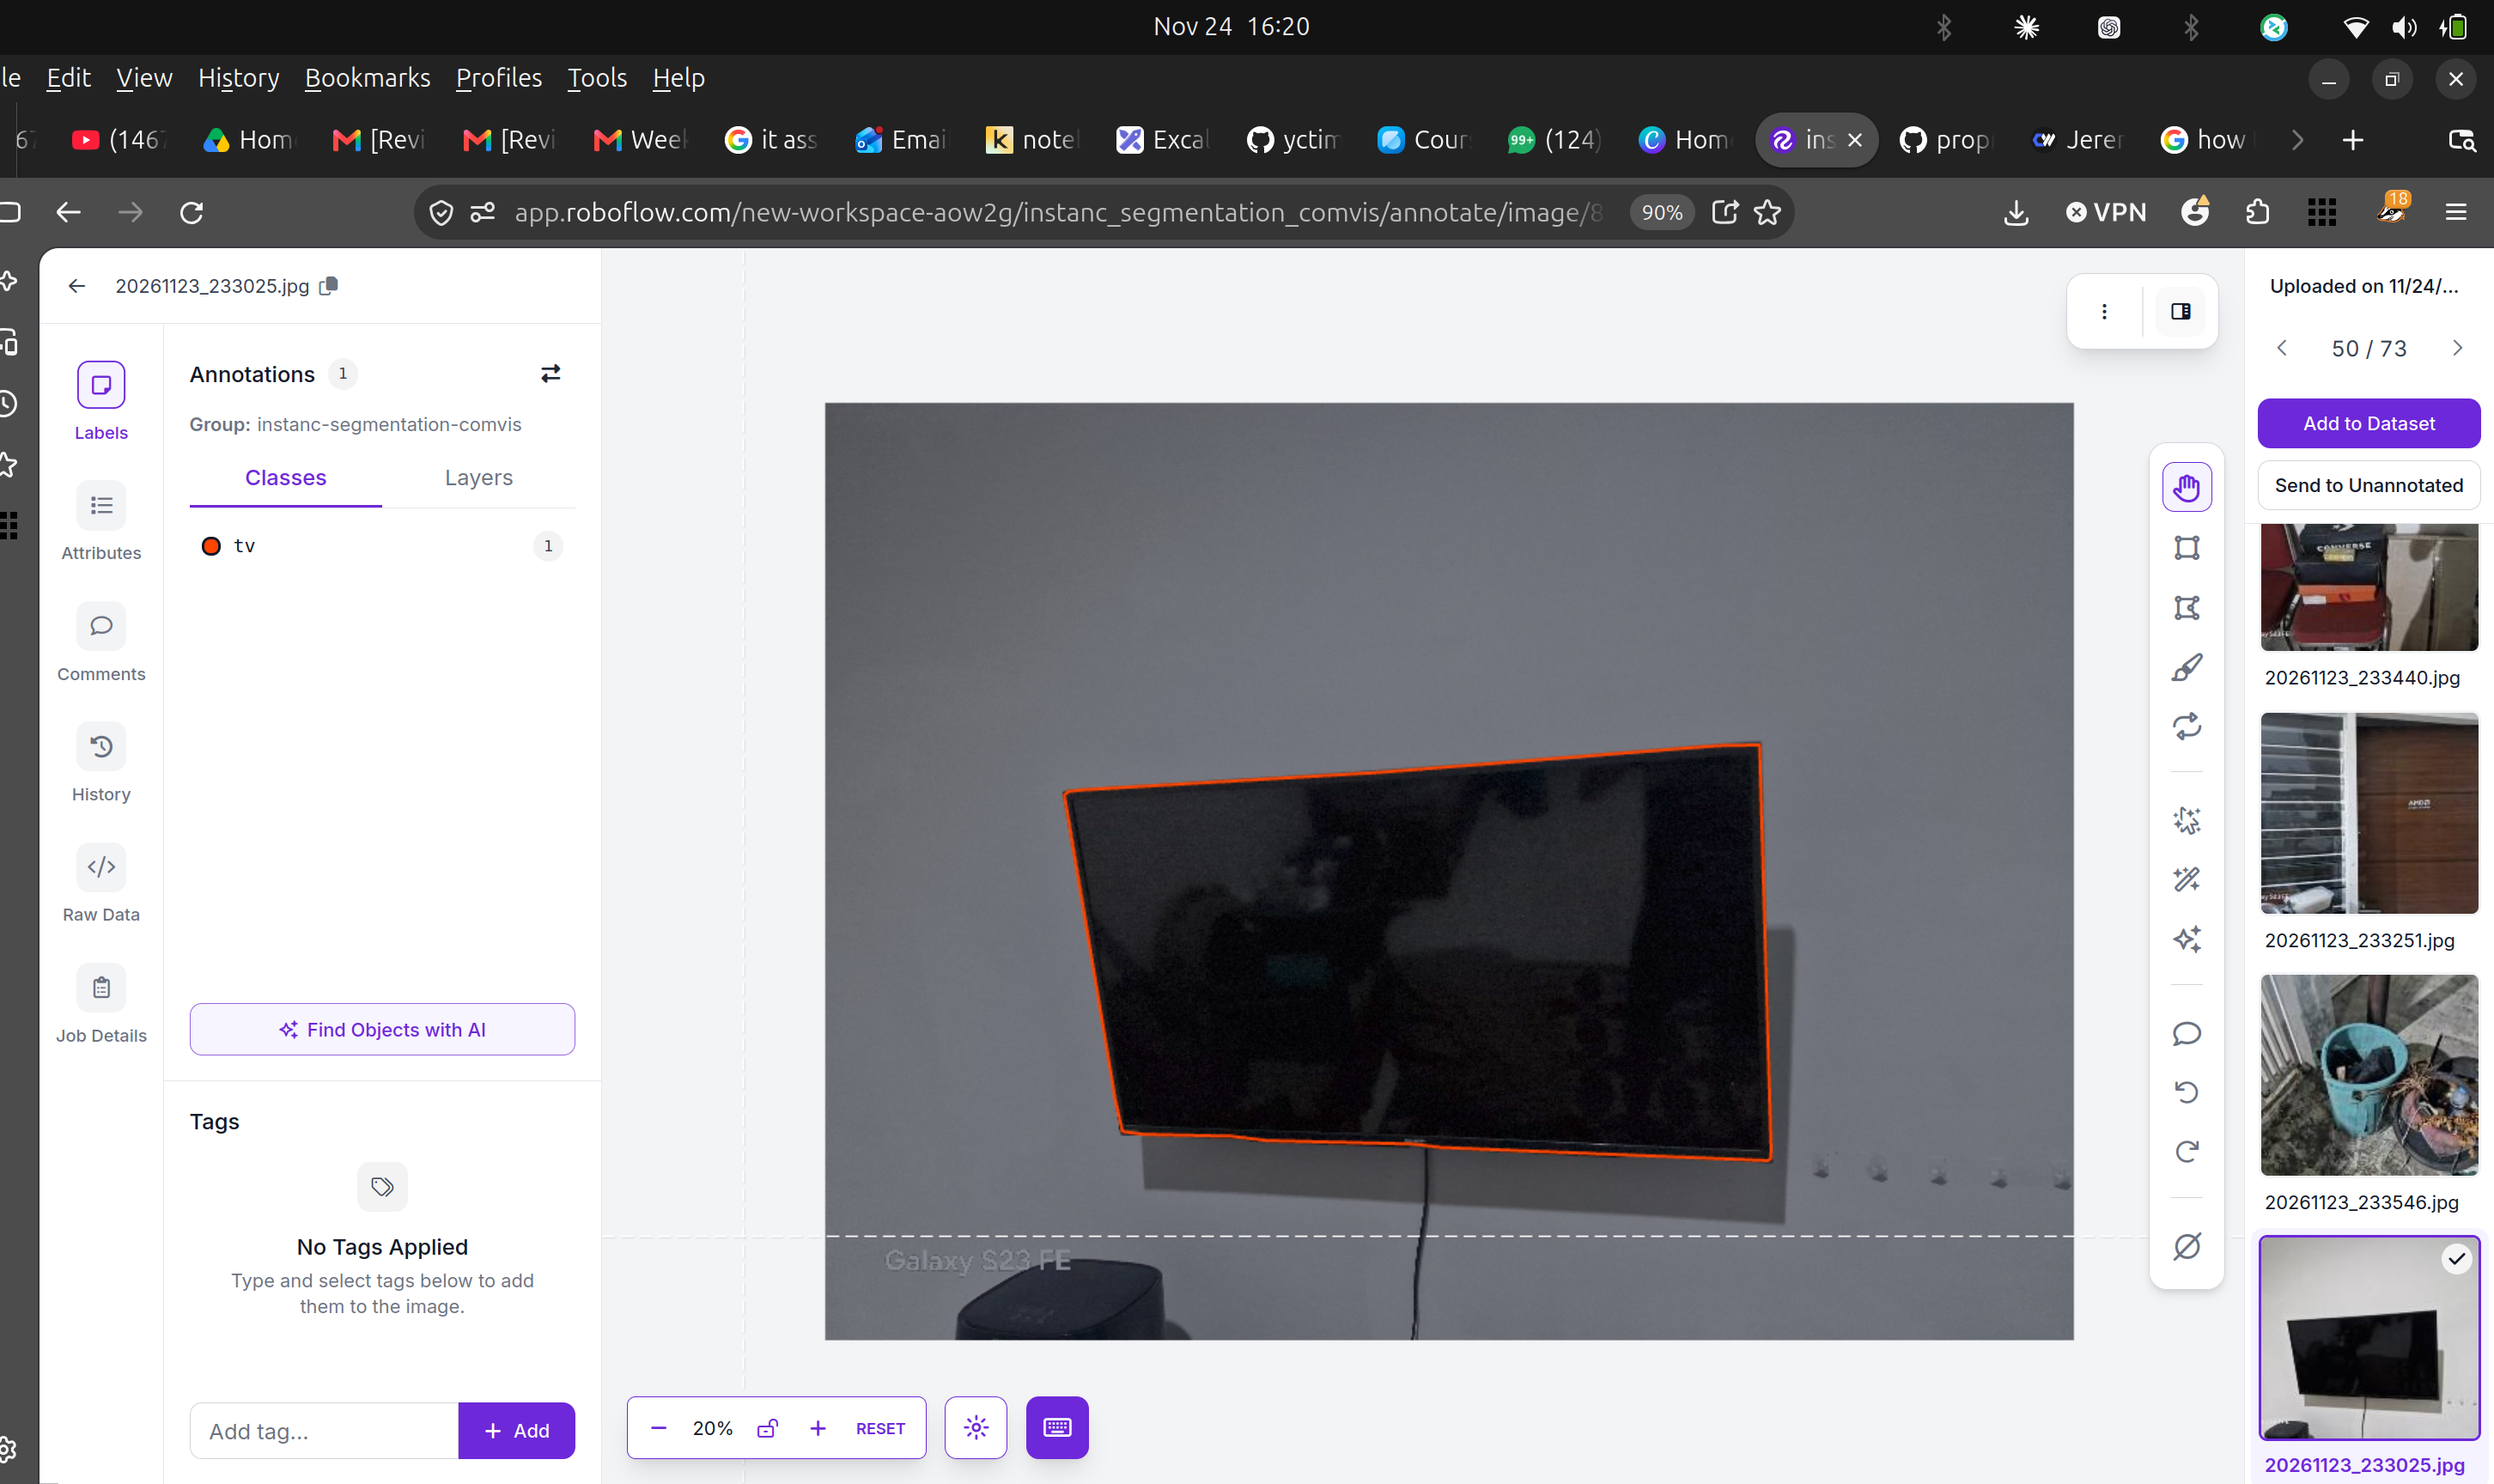 Nov 24 16:20
le Edit View History Bookmarks Profiles Tools Help
(146 Hom [Revi [Revi Week it ass Emai note Excal yctim Cour (124) Hom ins prop Jerer how
app.roboflow.com/new-workspace-aow2g/instanc_segmentation_comvis/annotate/image/8 90% VPN 18
20261123_233025.jpg
Labels
Attributes
Comments
History
Raw Data
Job Details
Annotations 1
Group: instanc-segmentation-comvis
Classes Layers
tv 1
Find Objects with AI
Tags
No Tags Applied
Type and select tags below to add
them to the image.
Add tag...
+ Add
Galaxy S23 FE
20% RESET
Uploaded on 11/24/...
50 / 73
Add to Dataset
Send to Unannotated
CONVERSE
20261123_233440.jpg
20261123_233251.jpg
20261123_233546.jpg
20261123_233025.jpg